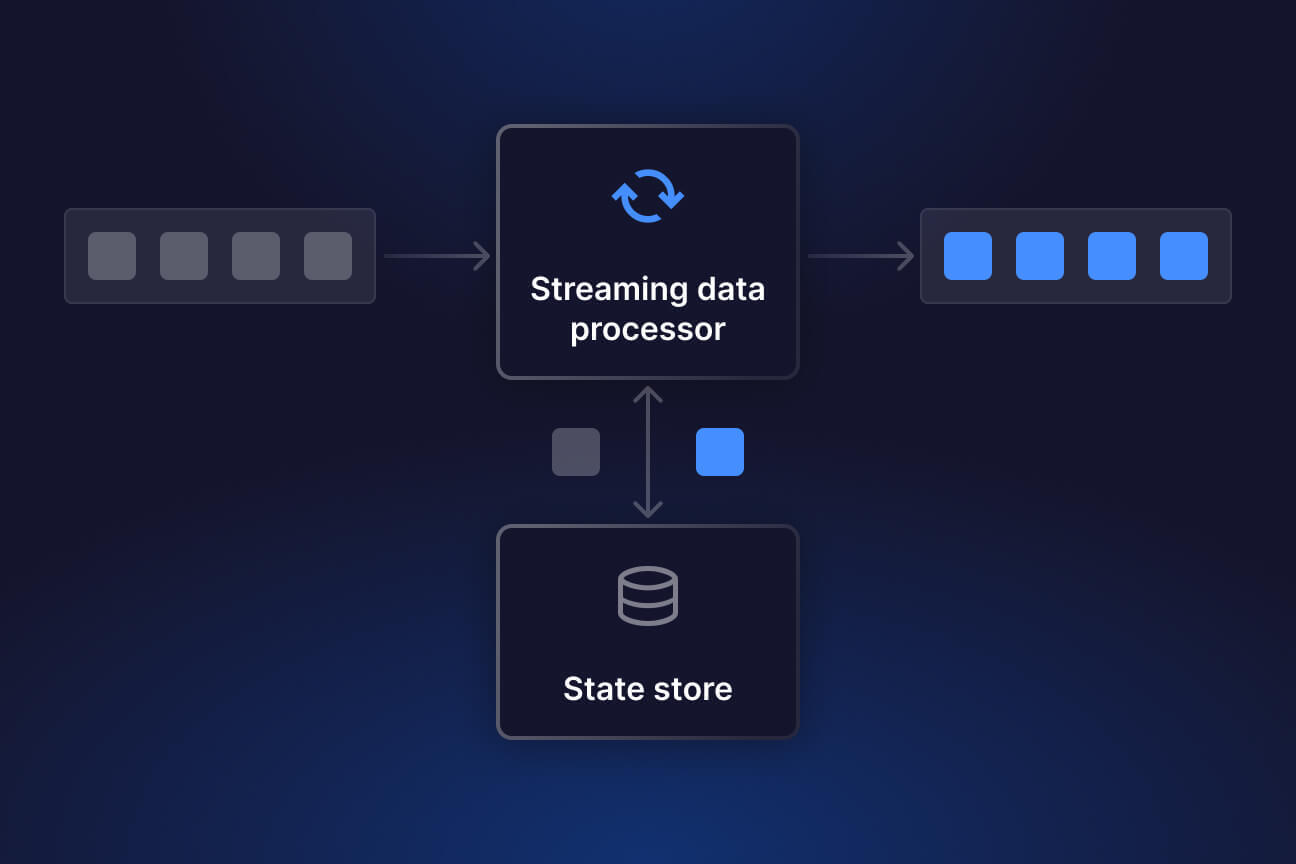 Streaming data
processor
State store